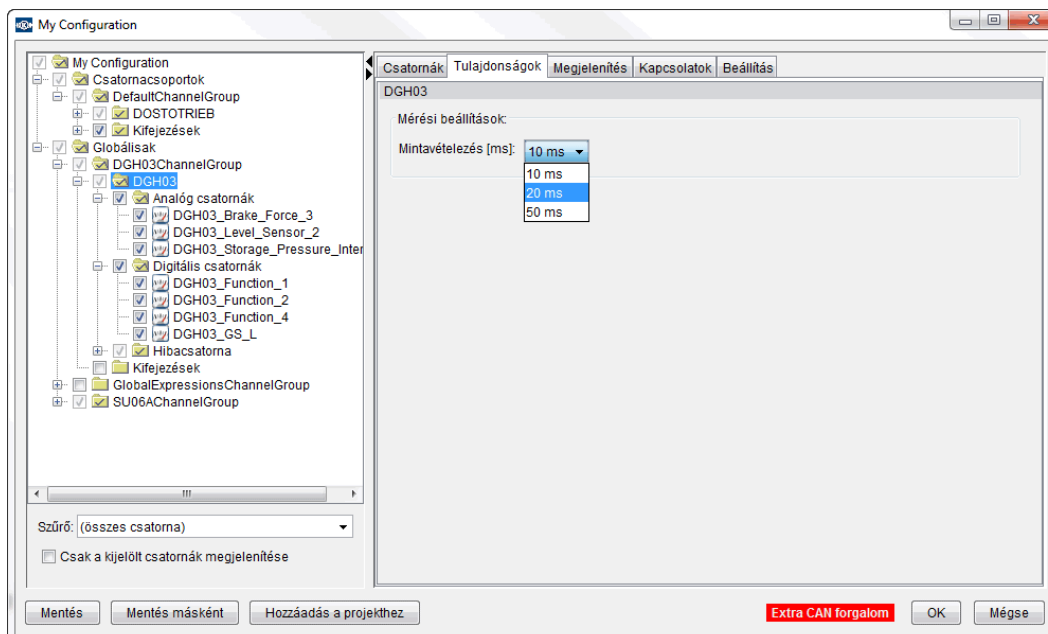 My Configuration
My Configuration
Csatornacsoportok
DefaultChannelGroup
DOSTOTRIEB
Kifejezések
Globálisak
DGH03ChannelGroup
DGH03
Analóg csatornák
DGH03_Brake_Force_3
DGH03_Level_Sensor_2
DGH03_Storage_Pressure_Inter
Digitális csatornák
DGH03_Function_1
DGH03_Function_2
DGH03_Function_4
DGH03_GS_L
Hibacsatorna
Kifejezések
GlobalExpressionsChannelGroup
SU06AChannelGroup
Szűrő: (összes csatorna)
Csak a kijelölt csatornák megjelenítése
Csatornák Tulajdonságok Megjelenítés Kapcsolatok Beállítás
DGH03
Mérési beállítások:
Mintavételezés [ms]: 10 ms
10 ms
20 ms
50 ms
Mentés Mentés másként Hozzáadás a projekthez Extra CAN forgalom OK Mégse